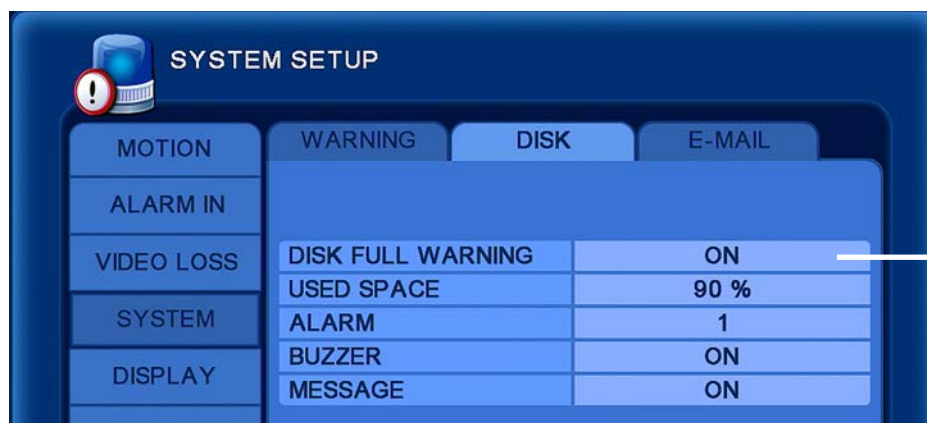 SYSTEM SETUP
WARNING DISK E-MAIL
MOTION
ALARM IN
VIDEO LOSS
SYSTEM
DISPLAY
DISK FULL WARNING ON
USED SPACE 90 %
ALARM 1
BUZZER ON
MESSAGE ON